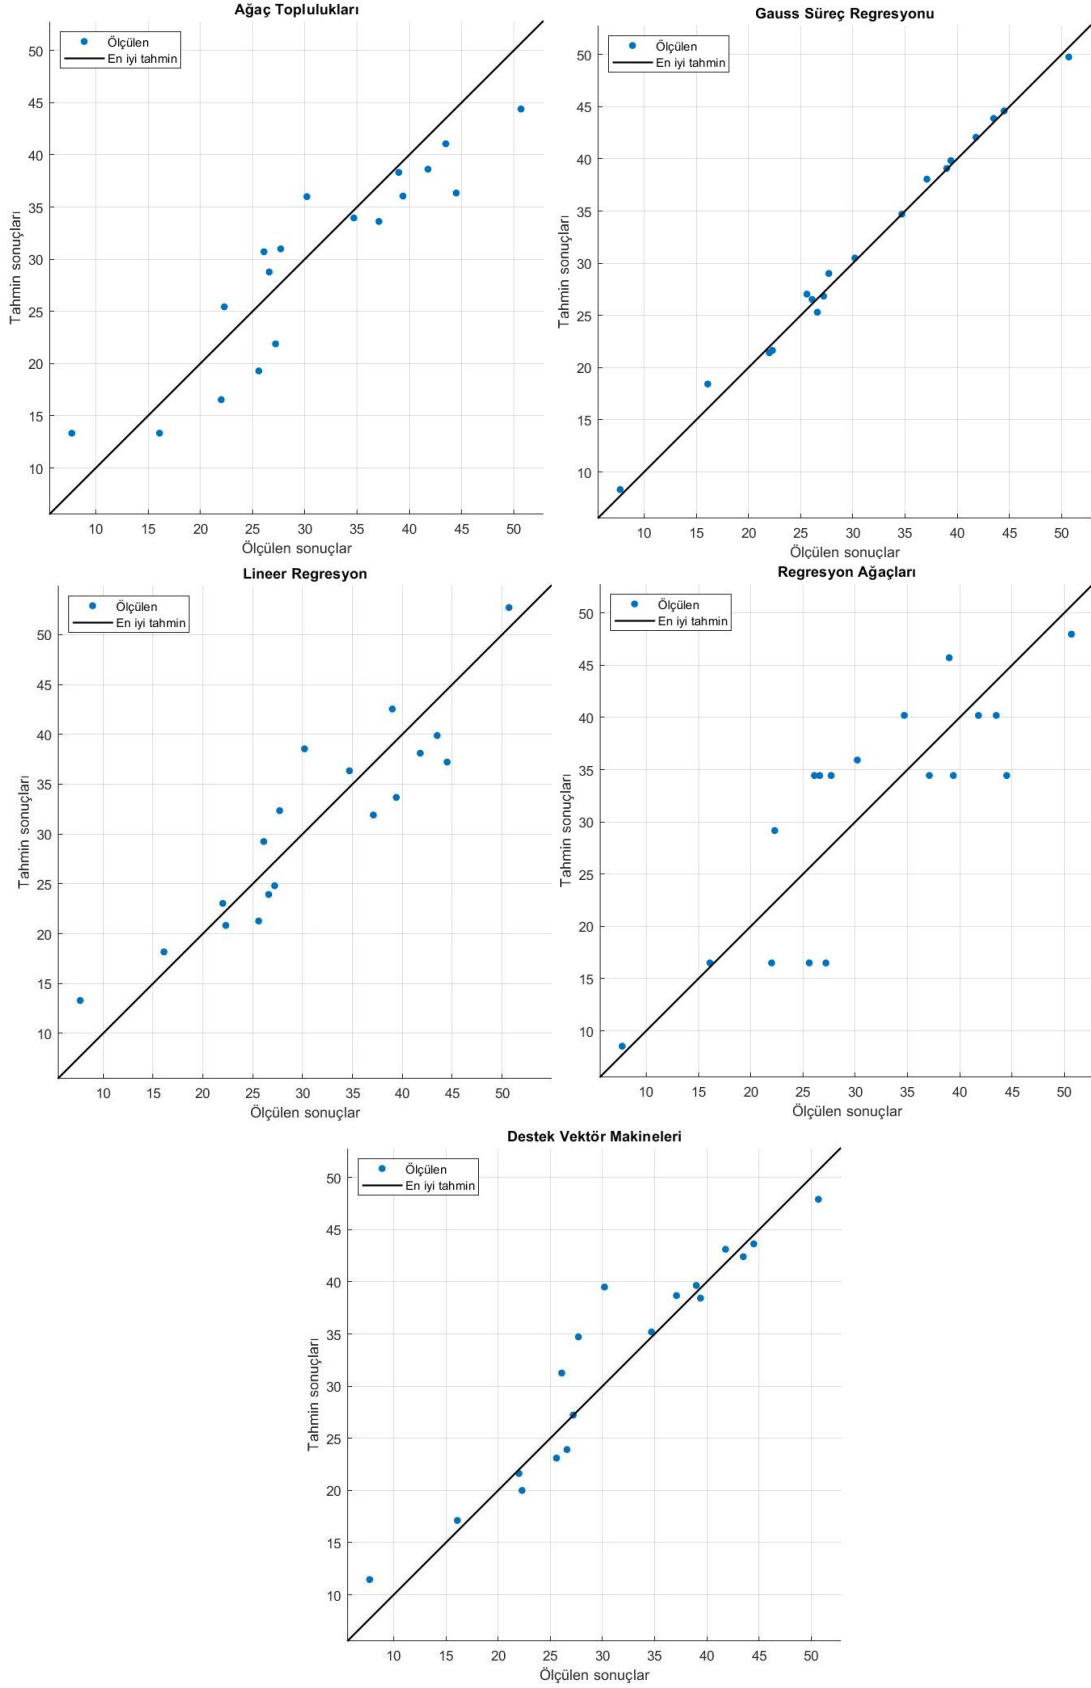 Ağaç Toplulukları
Ölçülen
En iyi tahmin
50
45
40
35
30
25
20
15
10
Tahmin sonuçları
10 15 20 25 30 35 40 45 50
Ölçülen sonuçlar
Gauss Süreç Regresyonu
Ölçülen
En iyi tahmin
50
45
40
35
30
25
20
15
10
Tahmin sonuçları
10 15 20 25 30 35 40 45 50
Ölçülen sonuçlar
Lineer Regresyon
Ölçülen
En iyi tahmin
50
45
40
35
30
25
20
15
10
Tahmin sonuçları
10 15 20 25 30 35 40 45 50
Ölçülen sonuçlar
Regresyon Ağaçları
Ölçülen
En iyi tahmin
50
45
40
35
30
25
20
15
10
Tahmin sonuçları
10 15 20 25 30 35 40 45 50
Ölçülen sonuçlar
Destek Vektör Makineleri
Ölçülen
En iyi tahmin
50
45
40
35
30
25
20
15
10
Tahmin sonuçları
10 15 20 25 30 35 40 45 50
Ölçülen sonuçlar